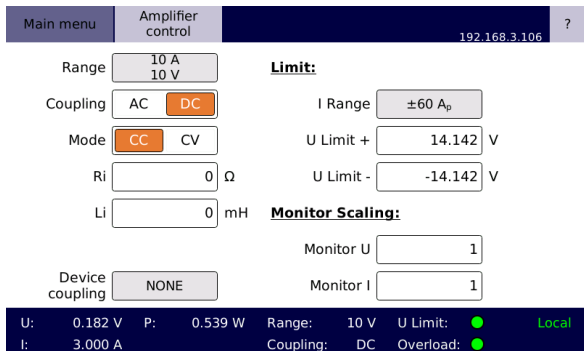 Main menu
Amplifier
control
192.168.3.106
?
Range
10 A
10 V
Limit:
Coupling AC DC
I Range ±60 Aₚ
Mode CC CV
U Limit + 14.142 V
Ri 0 Ω
U Limit - -14.142 V
Li 0 mH
Monitor Scaling:
Monitor U 1
Device
coupling
NONE
Monitor I 1
U: 0.182 V P: 0.539 W Range: 10 V U Limit: Local
I: 3.000 A Coupling: DC Overload: